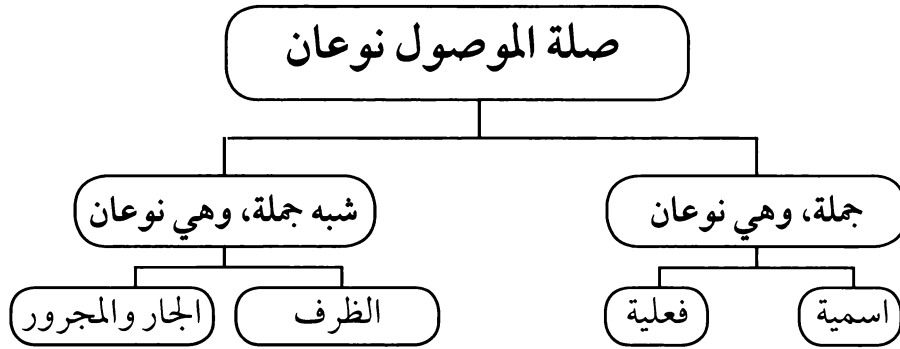 صلة الموصول نوعان
جملة، وهي نوعان
شبه جملة، وهي نوعان
اسمية
فعلية
الظرف
الجار والمجرور